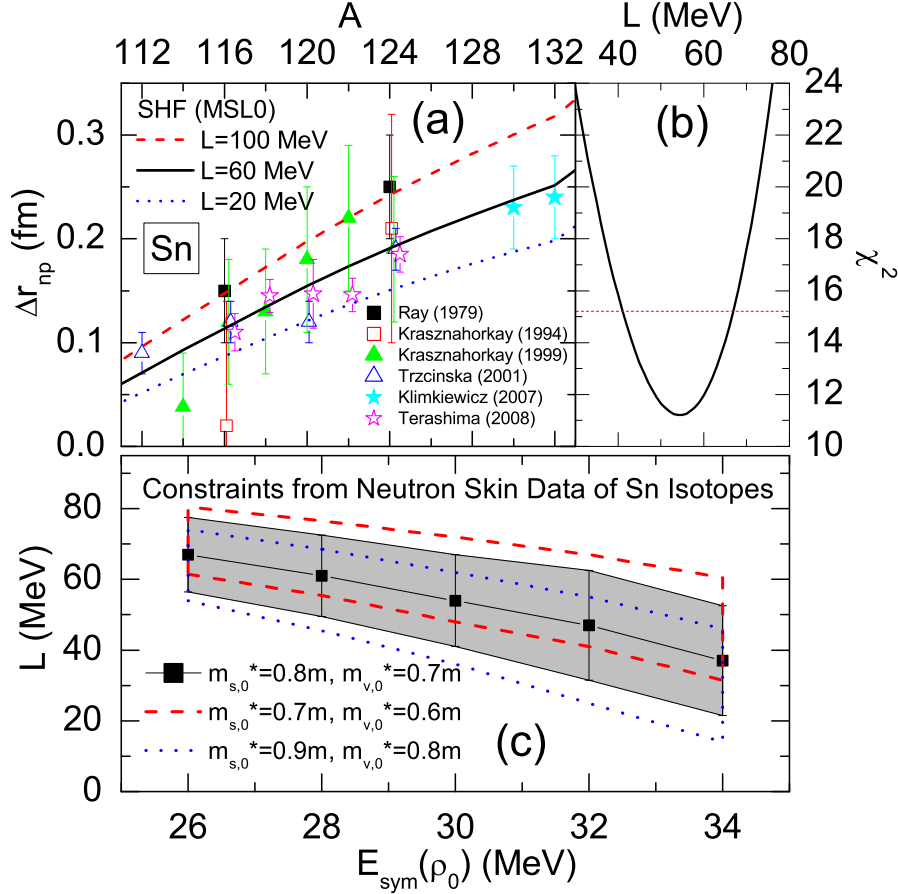 A
L (MeV)
112 116 120 124 128 132
40 60 80
SHF (MSL0)
L=100 MeV
L=60 MeV
L=20 MeV
(a)
(b)
Sn
0.3
0.2
0.1
0.0
Δr_np (fm)
24
22
20
18
16
14
12
10
χ²
Ray (1979)
Krasznahorkay (1994)
Krasznahorkay (1999)
Trzcinska (2001)
Klimkiewicz (2007)
Terashima (2008)
Constraints from Neutron Skin Data of Sn Isotopes
80
60
40
20
0
L (MeV)
m_s,0*=0.8m, m_v,0*=0.7m
m_s,0*=0.7m, m_v,0*=0.6m
m_s,0*=0.9m, m_v,0*=0.8m
(c)
26 28 30 32 34
E_sym(ρ_0) (MeV)